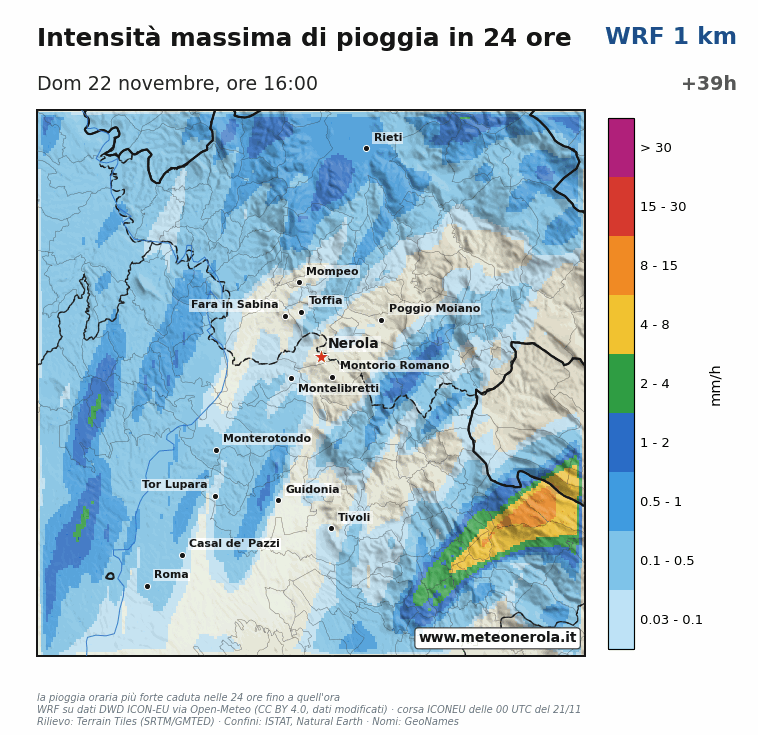 Intensità massima di pioggia in 24 ore
WRF 1 km
Dom 22 novembre, ore 16:00
+39h
Rieti
Mompeo
Fara in Sabina
Toffia
Poggio Moiano
Nerola
Montorio Romano
Montelibretti
Monterotondo
Tor Lupara
Guidonia
Tivoli
Casal de' Pazzi
Roma
www.meteonerola.it
> 30
15 - 30
8 - 15
4 - 8
2 - 4
1 - 2
0.5 - 1
0.1 - 0.5
0.03 - 0.1
mm/h
la pioggia oraria più forte caduta nelle 24 ore fino a quell'ora
WRF su dati DWD ICON-EU via Open-Meteo (CC BY 4.0, dati modificati) · corsa ICONEU delle 00 UTC del 21/11
Rilievo: Terrain Tiles (SRTM/GMTED) · Confini: ISTAT, Natural Earth · Nomi: GeoNames